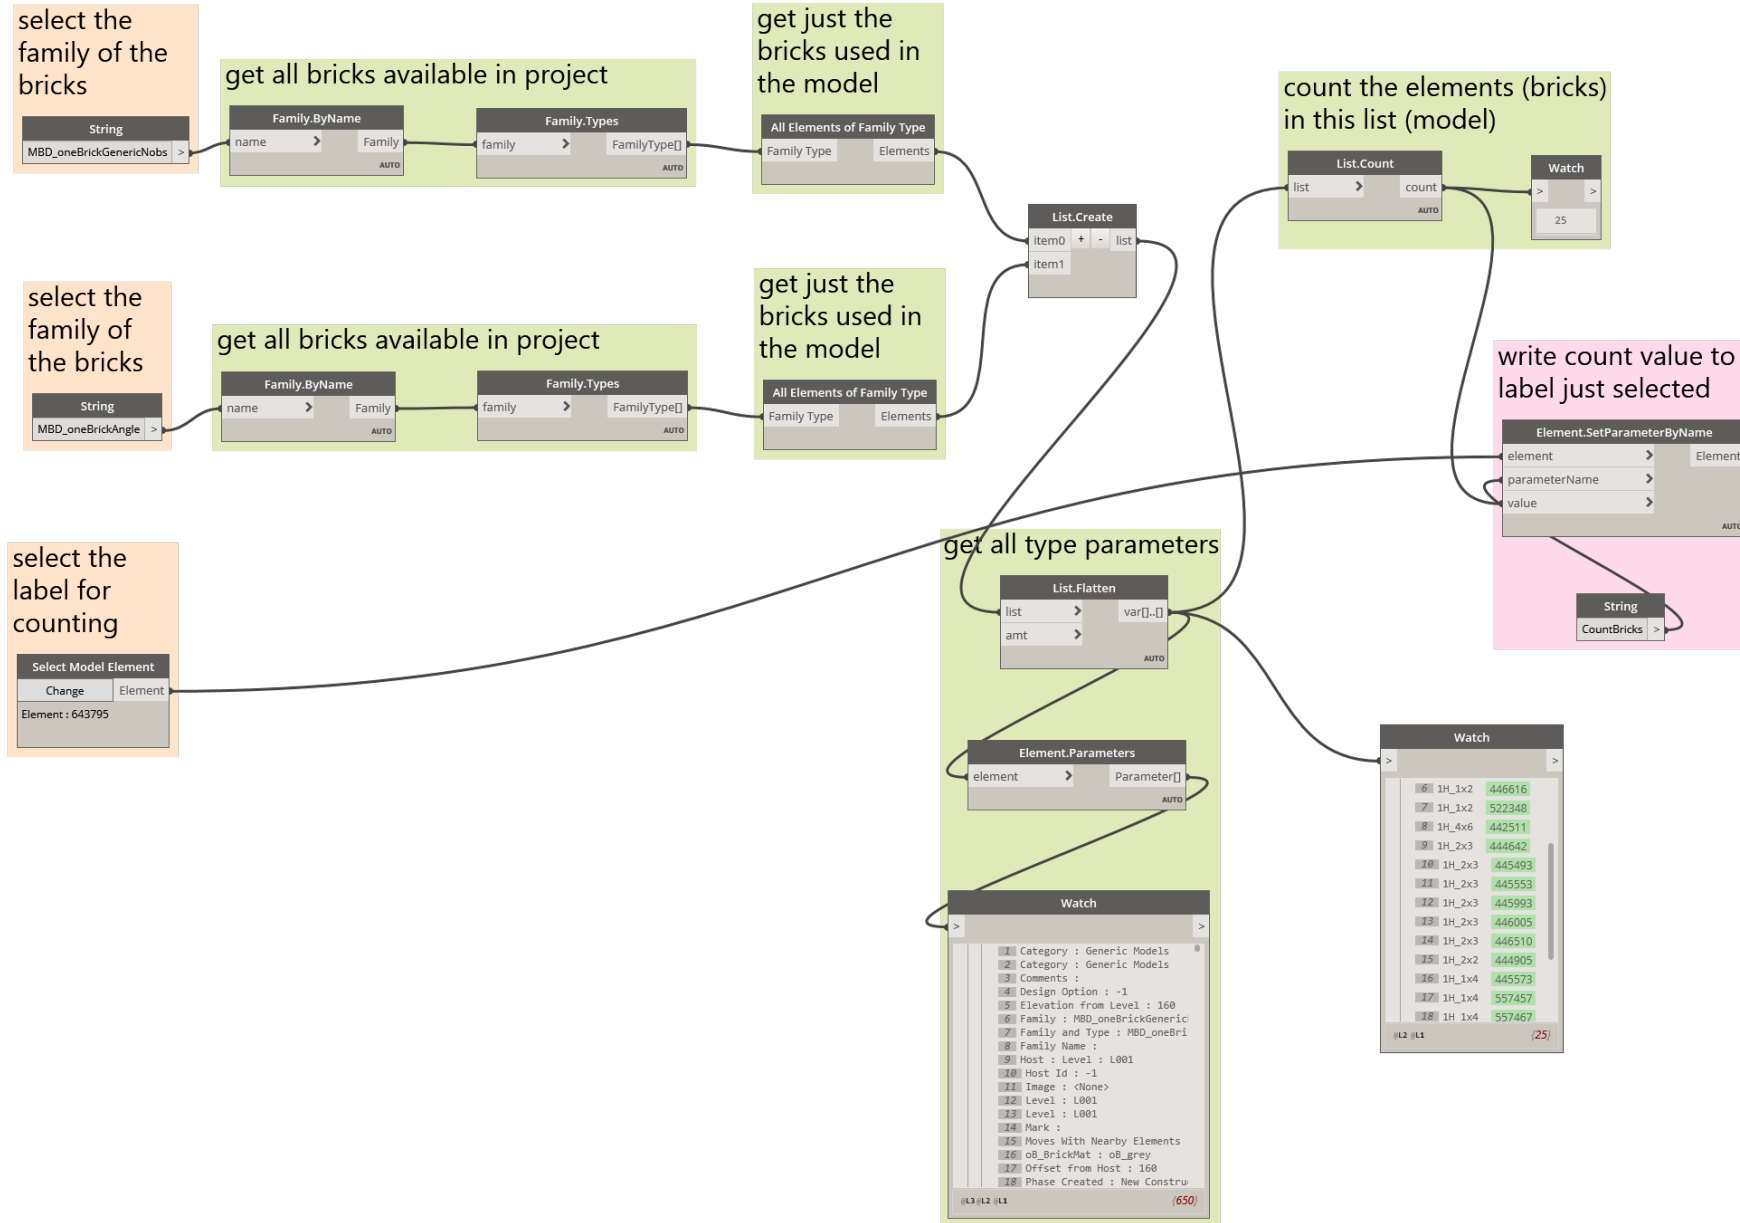 select the
family of the
bricks
String
MBD_oneBrickGenericNobs >
get all bricks available in project
Family.ByName
name > Family
AUTO
Family.Types
family > FamilyType[]
AUTO
get just the
bricks used in
the model
All Elements of Family Type
Family Type Elements
List.Create
item0 + - list
item1
count the elements (bricks)
in this list (model)
List.Count
list > count
AUTO
Watch
> >
25
select the
family of
the bricks
String
MBD_oneBrickAngle >
get all bricks available in project
Family.ByName
name > Family
AUTO
Family.Types
family > FamilyType[]
AUTO
get just the
bricks used in
the model
All Elements of Family Type
Family Type Elements
write count value to
label just selected
Element.SetParameterByName
element > Element
parameterName >
value >
AUTO
String
CountBricks >
select the
label for
counting
Select Model Element
Change Element
Element : 643795
get all type parameters
List.Flatten
list > var[]..[]
amt >
AUTO
Element.Parameters
element > Parameter[]
AUTO
Watch
> >
1 Category : Generic Models
2 Category : Generic Models
3 Comments :
4 Design Option : -1
5 Elevation from Level : 160
6 Family : MBD_oneBrickGeneric
7 Family and Type : MBD_oneBri
8 Family Name :
9 Host : Level : L001
10 Host Id : -1
11 Image : <None>
12 Level : L001
13 Level : L001
14 Mark :
15 Moves With Nearby Elements
16 oB_BrickMat : oB_grey
17 Offset from Host : 160
18 Phase Created : New Constru
@L3 @L2 @L1 {650}
Watch
> >
6 1H_1x2 446616
7 1H_1x2 522348
8 1H_4x6 442511
9 1H_2x3 444642
10 1H_2x3 445493
11 1H_2x3 445553
12 1H_2x3 445993
13 1H_2x3 446005
14 1H_2x3 446510
15 1H_2x2 444905
16 1H_1x4 445573
17 1H_1x4 557457
18 1H_1x4 557467
@L2 @L1 {25}